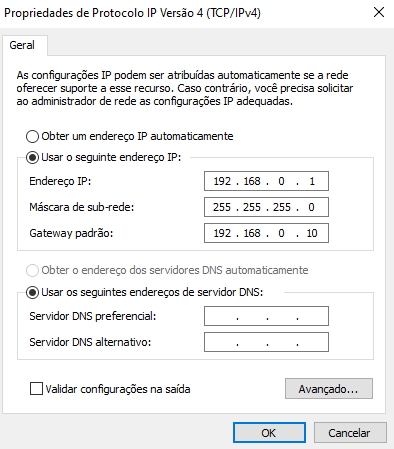 Propriedades de Protocolo IP Versão 4 (TCP/IPv4)
Geral
As configurações IP podem ser atribuídas automaticamente se a rede
oferecer suporte a esse recurso. Caso contrário, você precisa solicitar
ao administrador de rede as configurações IP adequadas.
Obter um endereço IP automaticamente
Usar o seguinte endereço IP:
Endereço IP: 192 . 168 . 0 . 1
Máscara de sub-rede: 255 . 255 . 255 . 0
Gateway padrão: 192 . 168 . 0 . 10
Obter o endereço dos servidores DNS automaticamente
Usar os seguintes endereços de servidor DNS:
Servidor DNS preferencial: . . .
Servidor DNS alternativo: . . .
Validar configurações na saída
Avançado...
OK
Cancelar